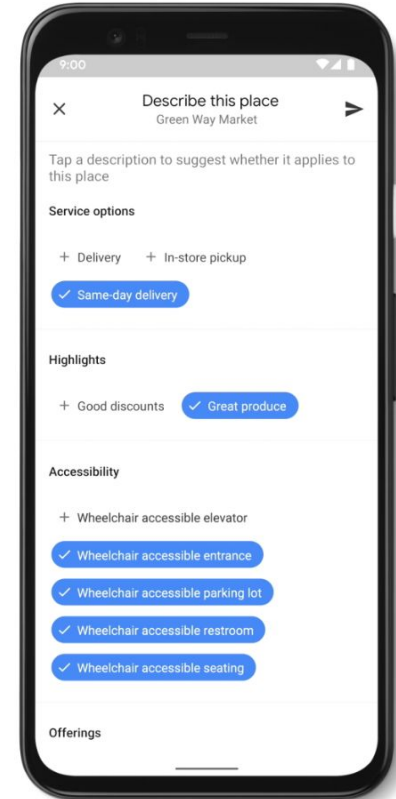 9:00
Describe this place
Green Way Market
Tap a description to suggest whether it applies to
this place
Service options
+ Delivery + In-store pickup
✓ Same-day delivery
Highlights
+ Good discounts ✓ Great produce
Accessibility
+ Wheelchair accessible elevator
✓ Wheelchair accessible entrance
✓ Wheelchair accessible parking lot
✓ Wheelchair accessible restroom
✓ Wheelchair accessible seating
Offerings